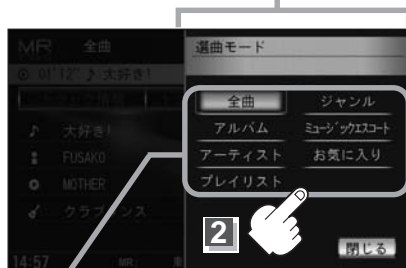 MR 全曲
01'12" ♪ 大好き!
♪ 大好き!
FUSAKO
MOTHER
クラブダンス
14:57 MR
選曲モード
全曲 ジャンル
アルバム ミュージックエスコート
アーティスト お気に入り
プレイリスト
2
閉じる